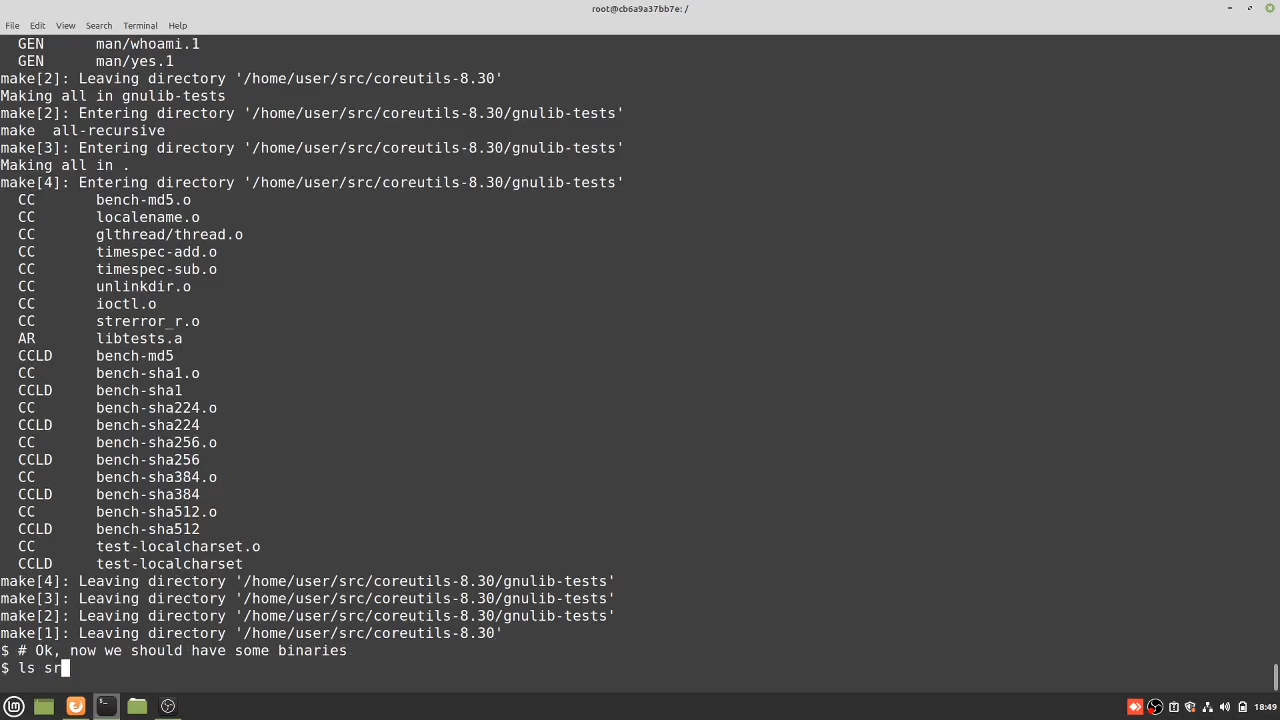 root@cb6a9a37bb7e: /
File Edit View Search Terminal Help
  GEN      man/whoami.1
  GEN      man/yes.1
make[2]: Leaving directory '/home/user/src/coreutils-8.30'
Making all in gnulib-tests
make[2]: Entering directory '/home/user/src/coreutils-8.30/gnulib-tests'
make  all-recursive
make[3]: Entering directory '/home/user/src/coreutils-8.30/gnulib-tests'
Making all in .
make[4]: Entering directory '/home/user/src/coreutils-8.30/gnulib-tests'
  CC       bench-md5.o
  CC       localename.o
  CC       glthread/thread.o
  CC       timespec-add.o
  CC       timespec-sub.o
  CC       unlinkdir.o
  CC       ioctl.o
  CC       strerror_r.o
  AR       libtests.a
  CCLD     bench-md5
  CC       bench-sha1.o
  CCLD     bench-sha1
  CC       bench-sha224.o
  CCLD     bench-sha224
  CC       bench-sha256.o
  CCLD     bench-sha256
  CC       bench-sha384.o
  CCLD     bench-sha384
  CC       bench-sha512.o
  CCLD     bench-sha512
  CC       test-localcharset.o
  CCLD     test-localcharset
make[4]: Leaving directory '/home/user/src/coreutils-8.30/gnulib-tests'
make[3]: Leaving directory '/home/user/src/coreutils-8.30/gnulib-tests'
make[2]: Leaving directory '/home/user/src/coreutils-8.30/gnulib-tests'
make[1]: Leaving directory '/home/user/src/coreutils-8.30'
$ # Ok, now we should have some binaries
$ ls sr
18:49